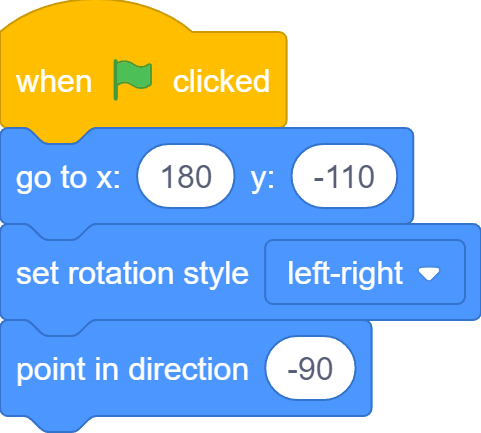 when clicked
go to x: 180 y: -110
set rotation style left-right
point in direction -90